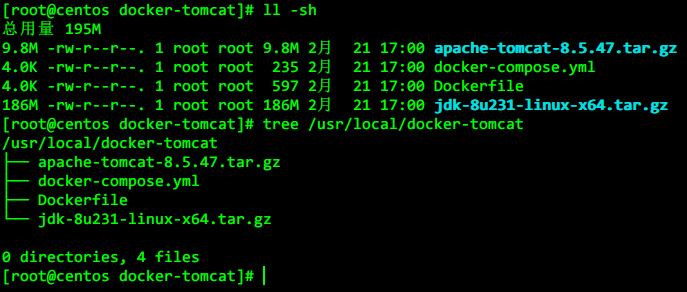 [root@centos docker-tomcat]# ll -sh
总用量 195M
9.8M -rw-r--r--. 1 root root 9.8M 2月  21 17:00 apache-tomcat-8.5.47.tar.gz
4.0K -rw-r--r--. 1 root root  235 2月  21 17:00 docker-compose.yml
4.0K -rw-r--r--. 1 root root  597 2月  21 17:00 Dockerfile
186M -rw-r--r--. 1 root root 186M 2月  21 17:00 jdk-8u231-linux-x64.tar.gz
[root@centos docker-tomcat]# tree /usr/local/docker-tomcat
/usr/local/docker-tomcat
├── apache-tomcat-8.5.47.tar.gz
├── docker-compose.yml
├── Dockerfile
└── jdk-8u231-linux-x64.tar.gz
0 directories, 4 files
[root@centos docker-tomcat]#